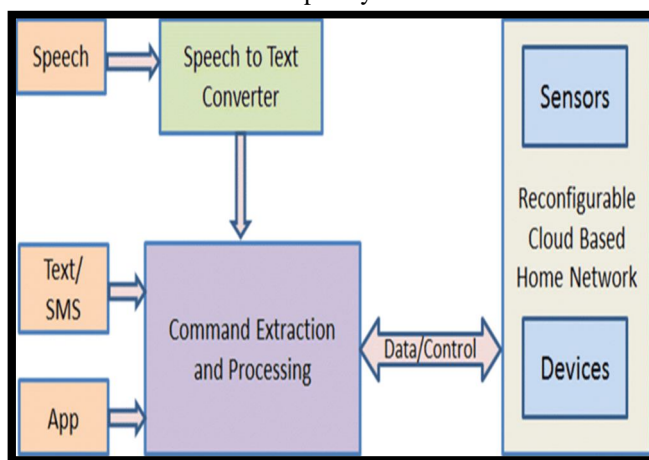 Speech
Speech to Text
Converter
Sensors
Reconfigurable
Cloud Based
Home Network
Text/
SMS
Command Extraction
and Processing
Data/Control
Devices
App